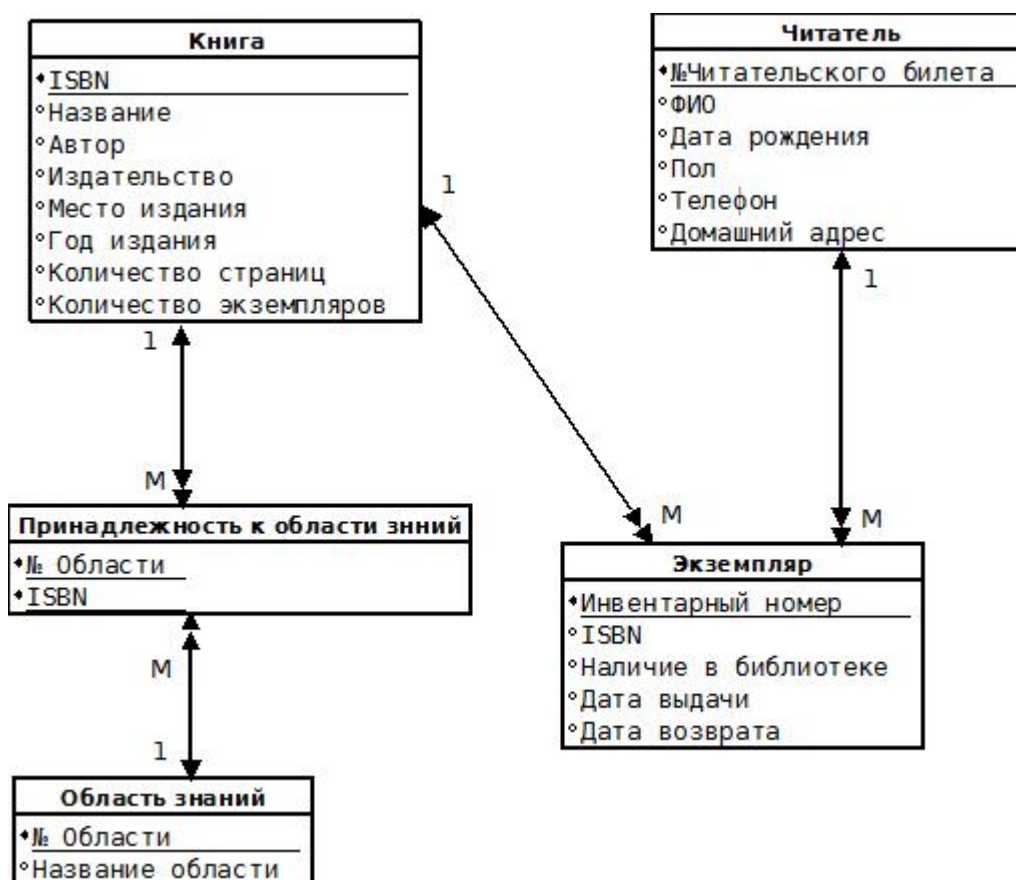 Книга
ISBN
Название
Автор
Издательство
Место издания
Год издания
Количество страниц
Количество экземпляров
Читатель
№Читательского билета
ФИО
Дата рождения
Пол
Телефон
Домашний адрес
1
1
1
М
М
М
Принадлежность к области знний
№ Области
ISBN
Экземпляр
Инвентарный номер
ISBN
Наличие в библиотеке
Дата выдачи
Дата возврата
М
1
Область знаний
№ Области
Название области